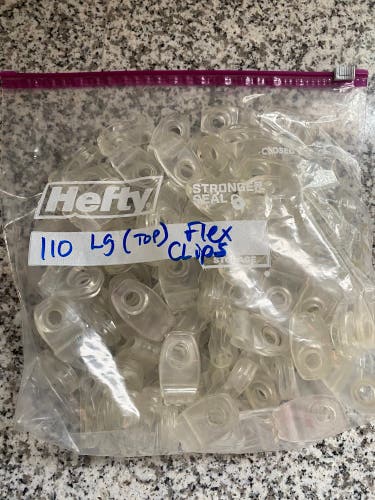 CLOSED
Hefty
STRONGER
SEAL
110 Lg (TOP) Flex
CLipS